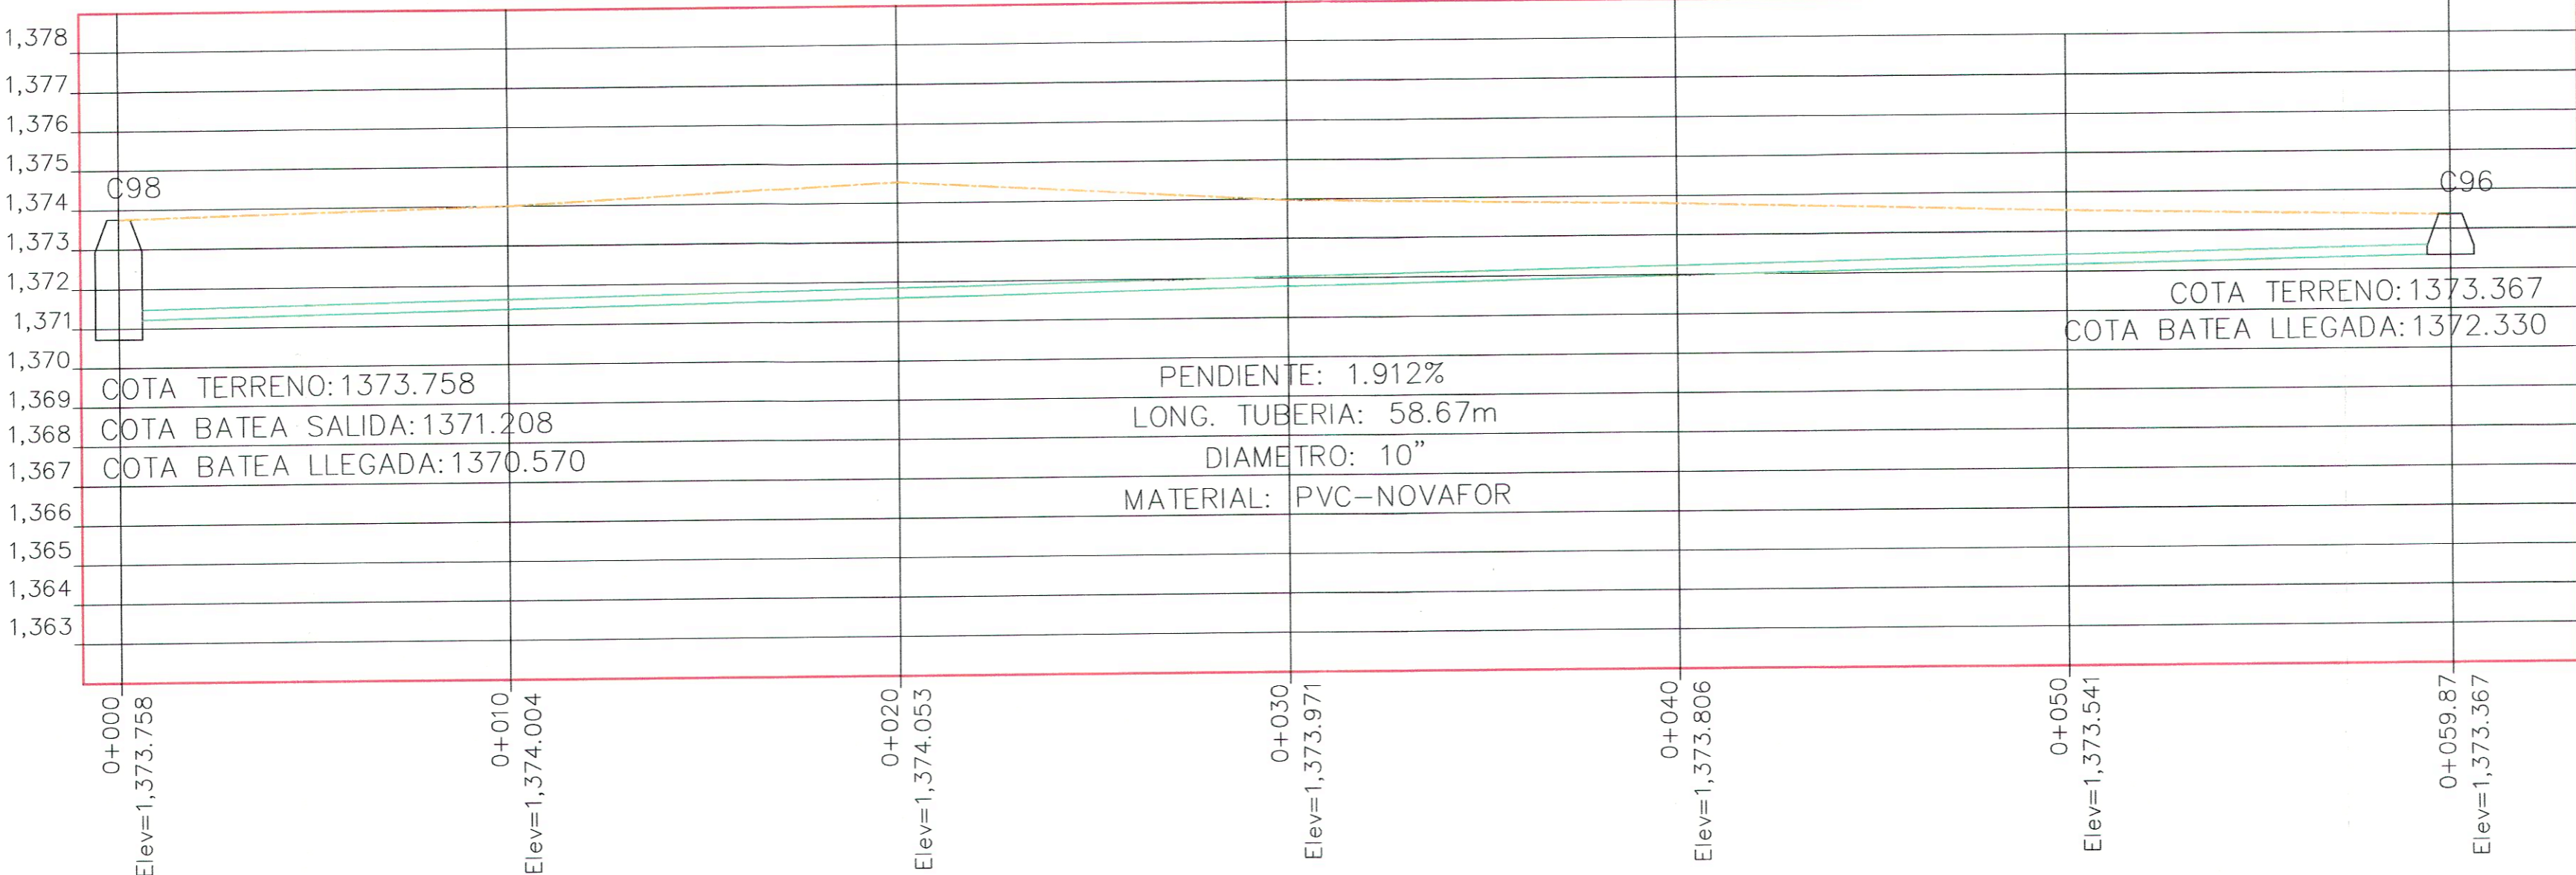 1,378
1,377
1,376
1,375
1,374
1,373
1,372
1,371
1,370
1,369
1,368
1,367
1,366
1,365
1,364
1,363
C98
C96
COTA TERRENO:1373.367
COTA BATEA LLEGADA:1372.330
COTA TERRENO:1373.758
COTA BATEA SALIDA:1371.208
COTA BATEA LLEGADA:1370.570
PENDIENTE: 1.912%
LONG. TUBERIA: 58.67m
DIAMETRO: 10"
MATERIAL: PVC-NOVAFOR
0+000
Elev=1,373.758
0+010
Elev=1,374.004
0+020
Elev=1,374.053
0+030
Elev=1,373.971
0+040
Elev=1,373.806
0+050
Elev=1,373.541
0+059.87
Elev=1,373.367